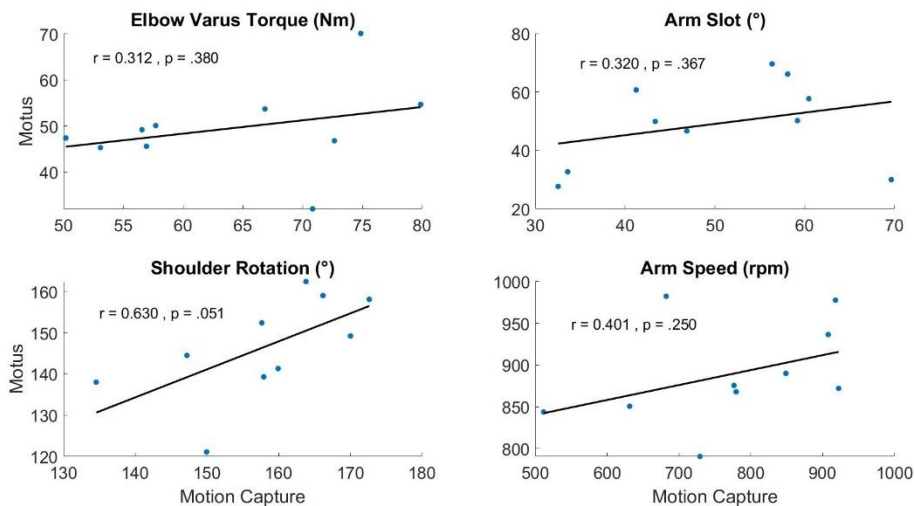 Elbow Varus Torque (Nm)
r = 0.312 , p = .380
Motus
70
60
50
40
50 55 60 65 70 75 80
Arm Slot (°)
r = 0.320 , p = .367
80
60
40
20
30 40 50 60 70
Shoulder Rotation (°)
r = 0.630 , p = .051
Motus
160
150
140
130
120
130 140 150 160 170 180
Motion Capture
Arm Speed (rpm)
r = 0.401 , p = .250
1000
950
900
850
800
500 600 700 800 900 1000
Motion Capture